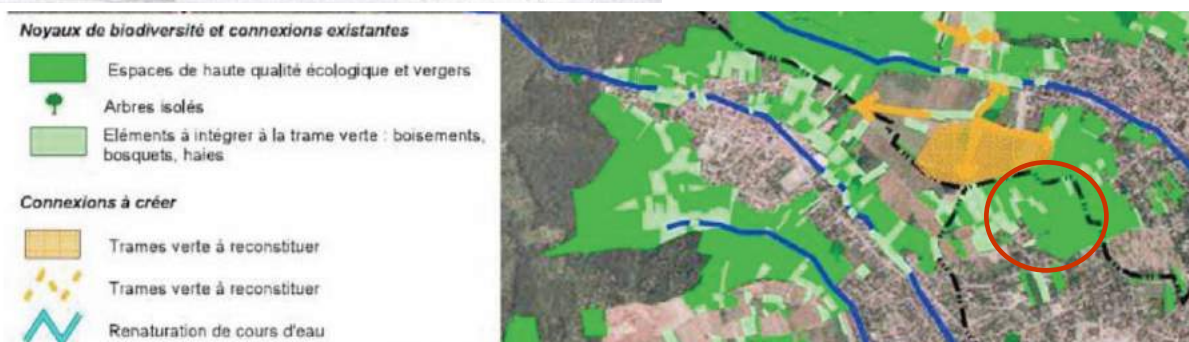 Noyaux de biodiversité et connexions existantes
Espaces de haute qualité écologique et vergers
Arbres isolés
Eléments à intégrer à la trame verte : boisements,
bosquets, haies
Connexions à créer
Trames verte à reconstituer
Trames verte à reconstituer
Renaturation de cours d'eau